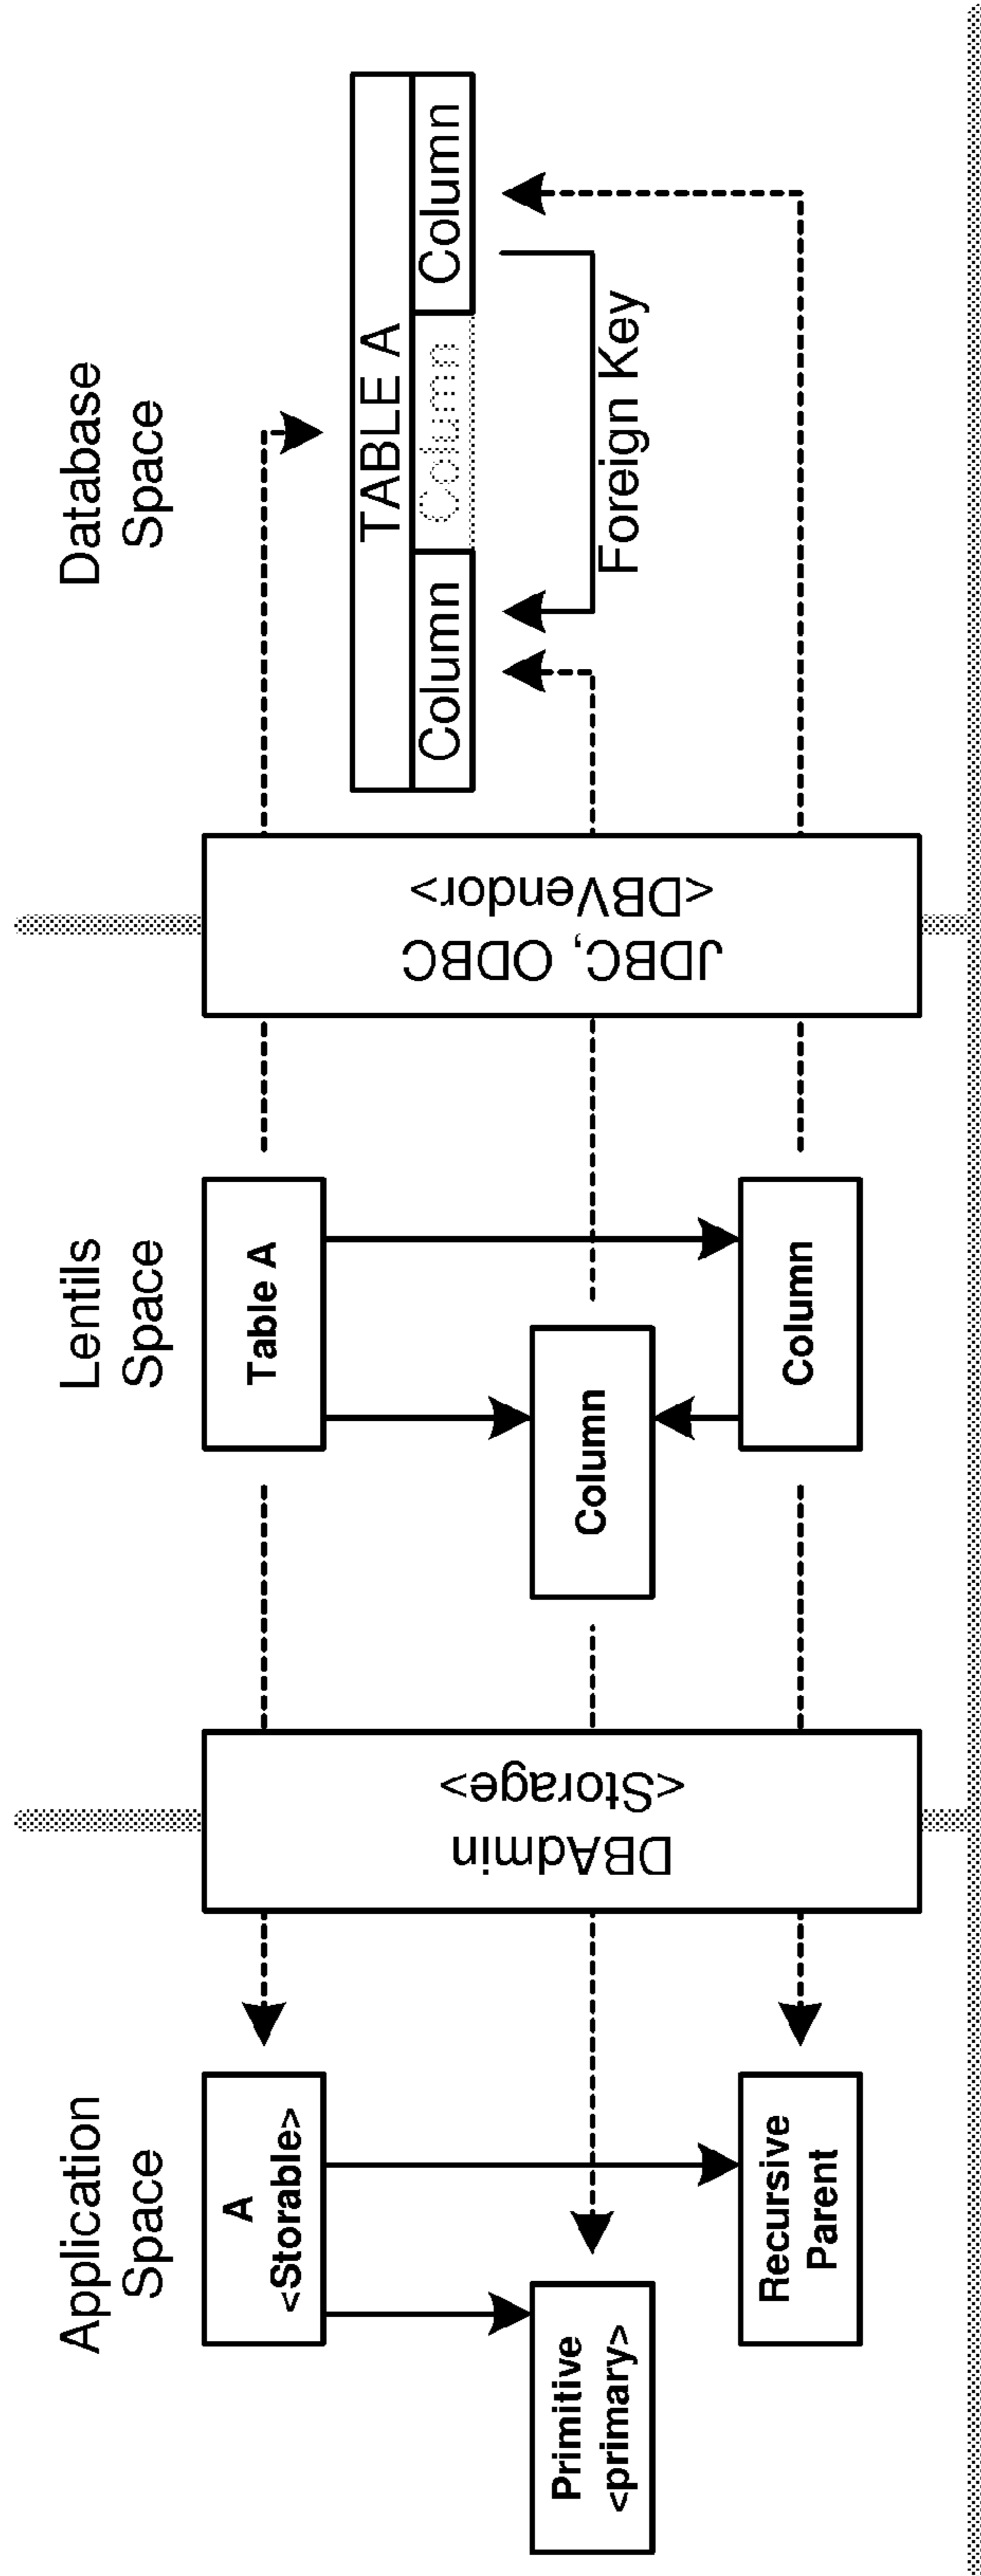 Application
Space
Lentils
Space
Database
Space
A
<Storable>
Primitive
<primary>
Recursive
Parent
DBAdmin
<Storage>
Table A
Column
Column
JDBC, ODBC
<DBVendor>
TABLE A
Column
Column
Column
Foreign Key